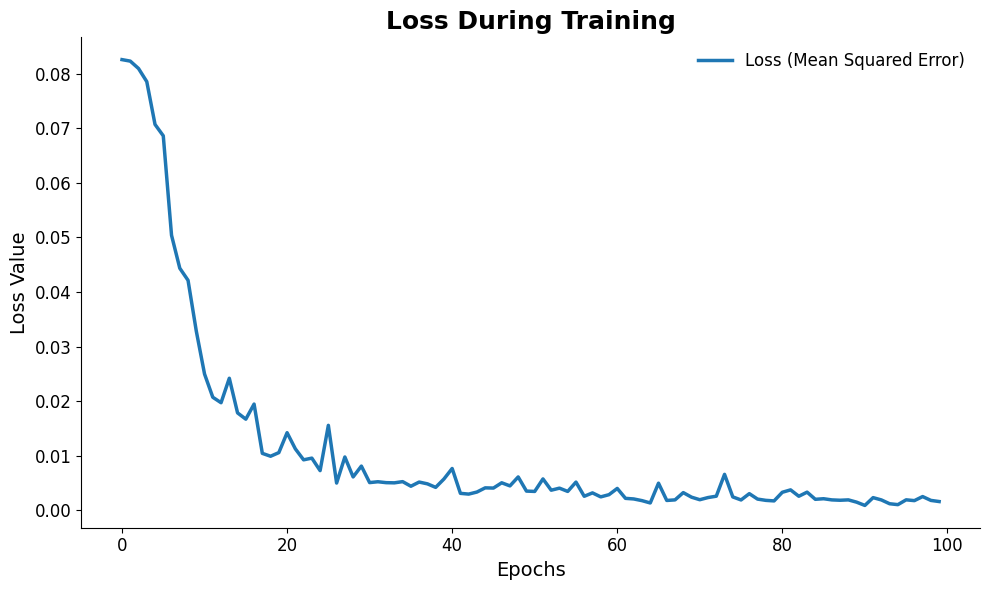 Loss During Training
Loss (Mean Squared Error)
0.08
0.07
0.06
0.05
0.04
0.03
0.02
0.01
0.00
Loss Value
0 20 40 60 80 100
Epochs